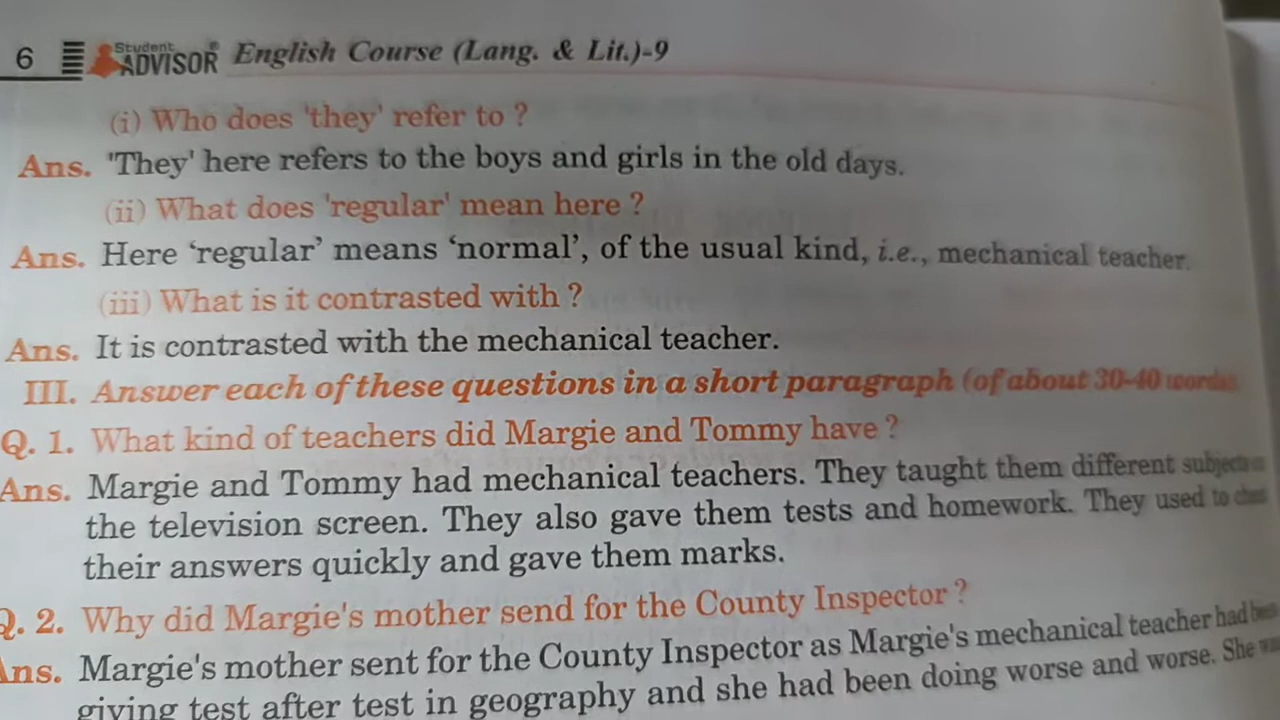 6 Student ADVISOR® English Course (Lang. & Lit.)-9
(i) Who does 'they' refer to ?
Ans. 'They' here refers to the boys and girls in the old days.
(ii) What does 'regular' mean here ?
Ans. Here ‘regular’ means ‘normal’, of the usual kind, i.e., mechanical teacher.
(iii) What is it contrasted with ?
Ans. It is contrasted with the mechanical teacher.
III. Answer each of these questions in a short paragraph (of about 30-40 words)
Q. 1. What kind of teachers did Margie and Tommy have ?
Ans. Margie and Tommy had mechanical teachers. They taught them different subjects
the television screen. They also gave them tests and homework. They used to
their answers quickly and gave them marks.
Q. 2. Why did Margie's mother send for the County Inspector ?
Ans. Margie's mother sent for the County Inspector as Margie's mechanical teacher had
giving test after test in geography and she had been doing worse and worse. She